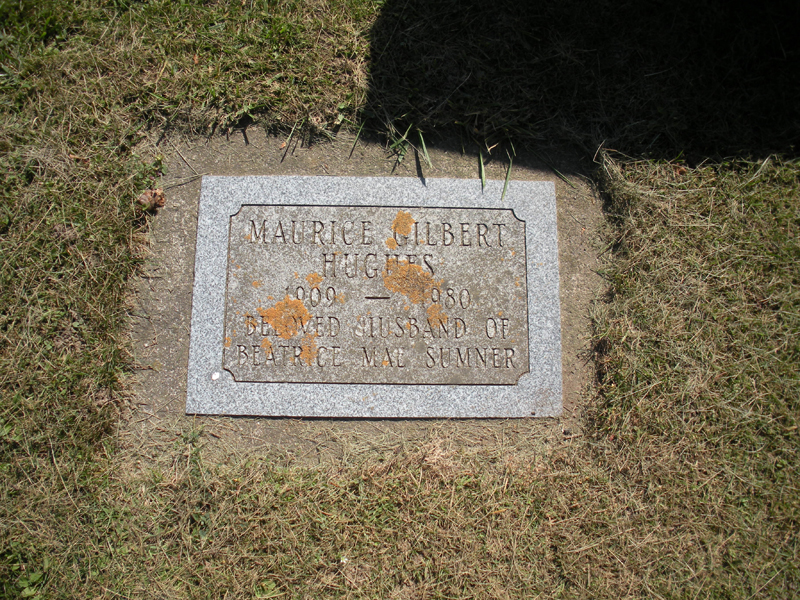 MAURICE GILBERT
HUGHES
1909 — 1980
BELOVED HUSBAND OF
BEATRICE MAE SUMNER